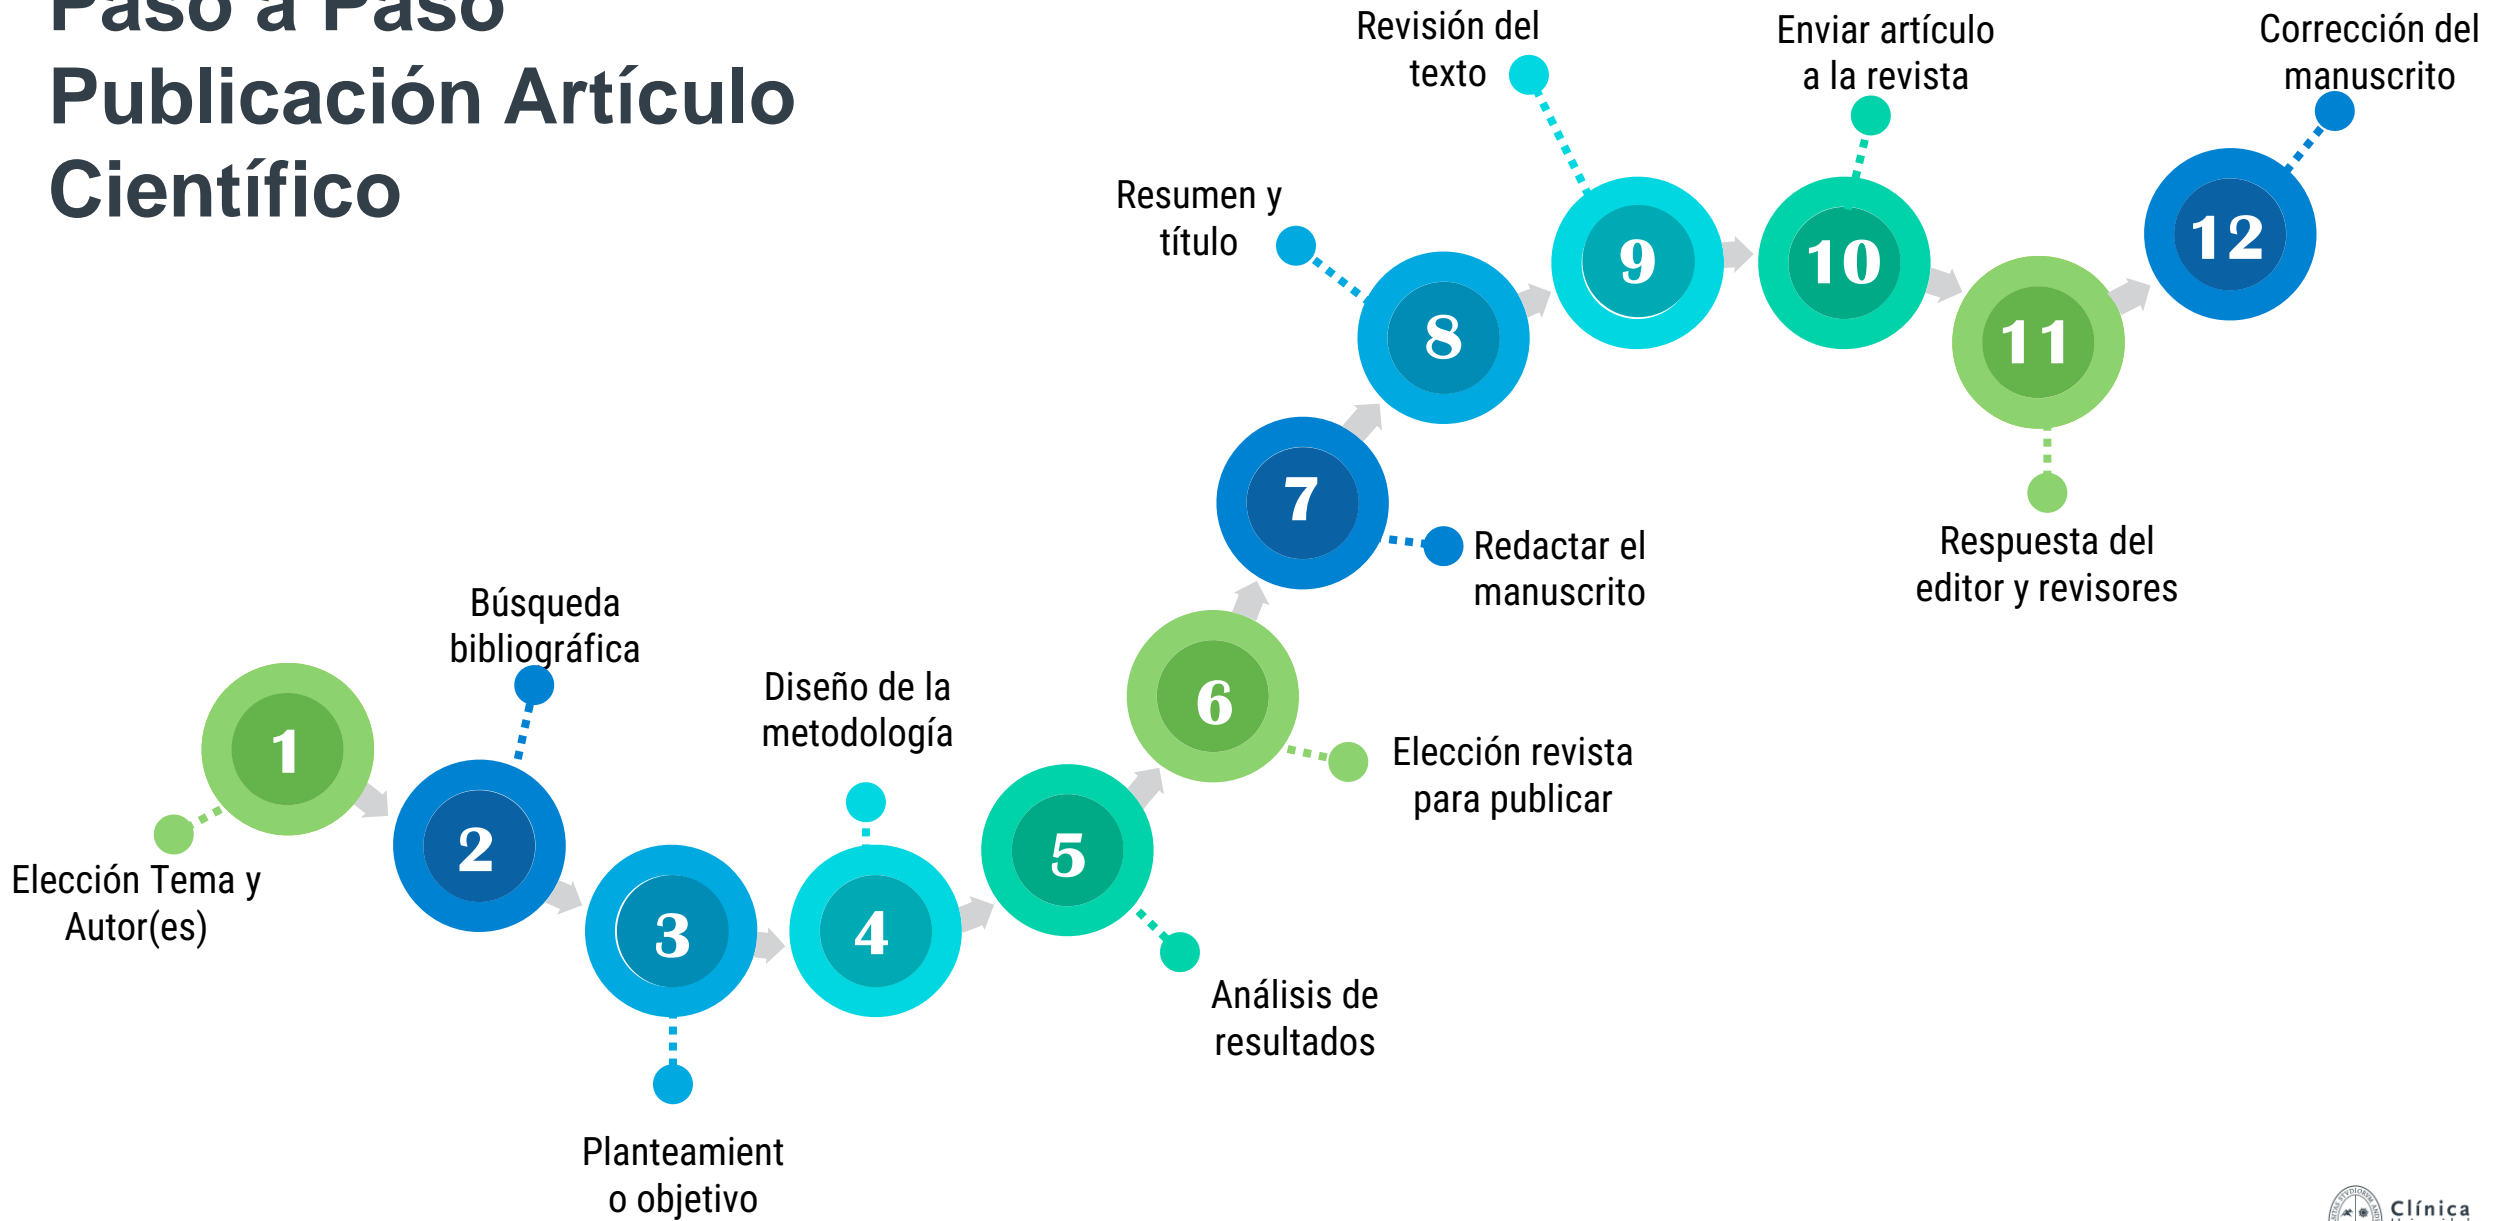 Paso a Paso
Publicación Artículo
Científico
1
Elección Tema y
Autor(es)
2
Búsqueda
bibliográfica
3
Planteamient
o objetivo
4
Diseño de la
metodología
5
Análisis de
resultados
6
Elección revista
para publicar
7
Redactar el
manuscrito
8
Resumen y
título
9
Revisión del
texto
10
Enviar artículo
a la revista
11
Respuesta del
editor y revisores
12
Corrección del
manuscrito
Clínica